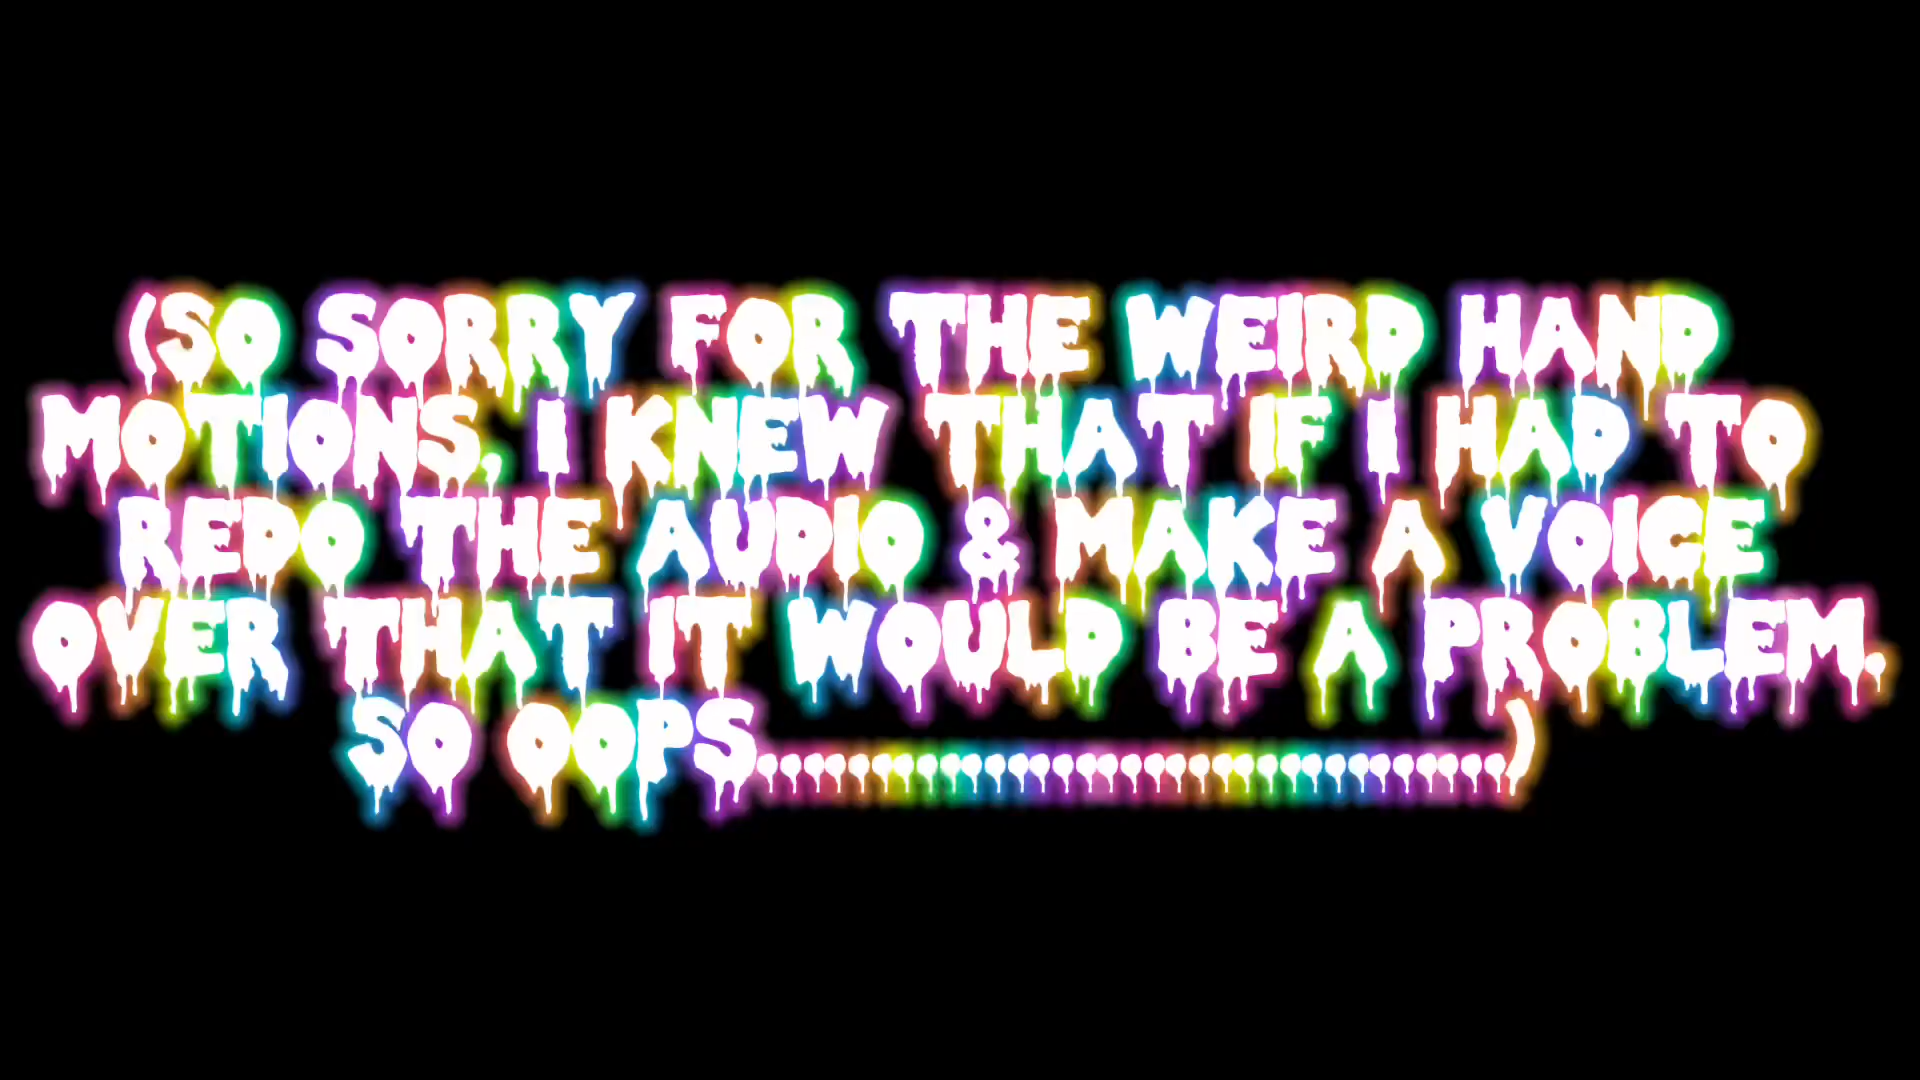 (SO SORRY FOR THE WEIRD HAND
MOTIONS, I KNEW THAT IF I HAD TO
REDO THE AUDIO & MAKE A VOICE
OVER THAT IT WOULD BE A PROBLEM.
SO OOPS.................................)